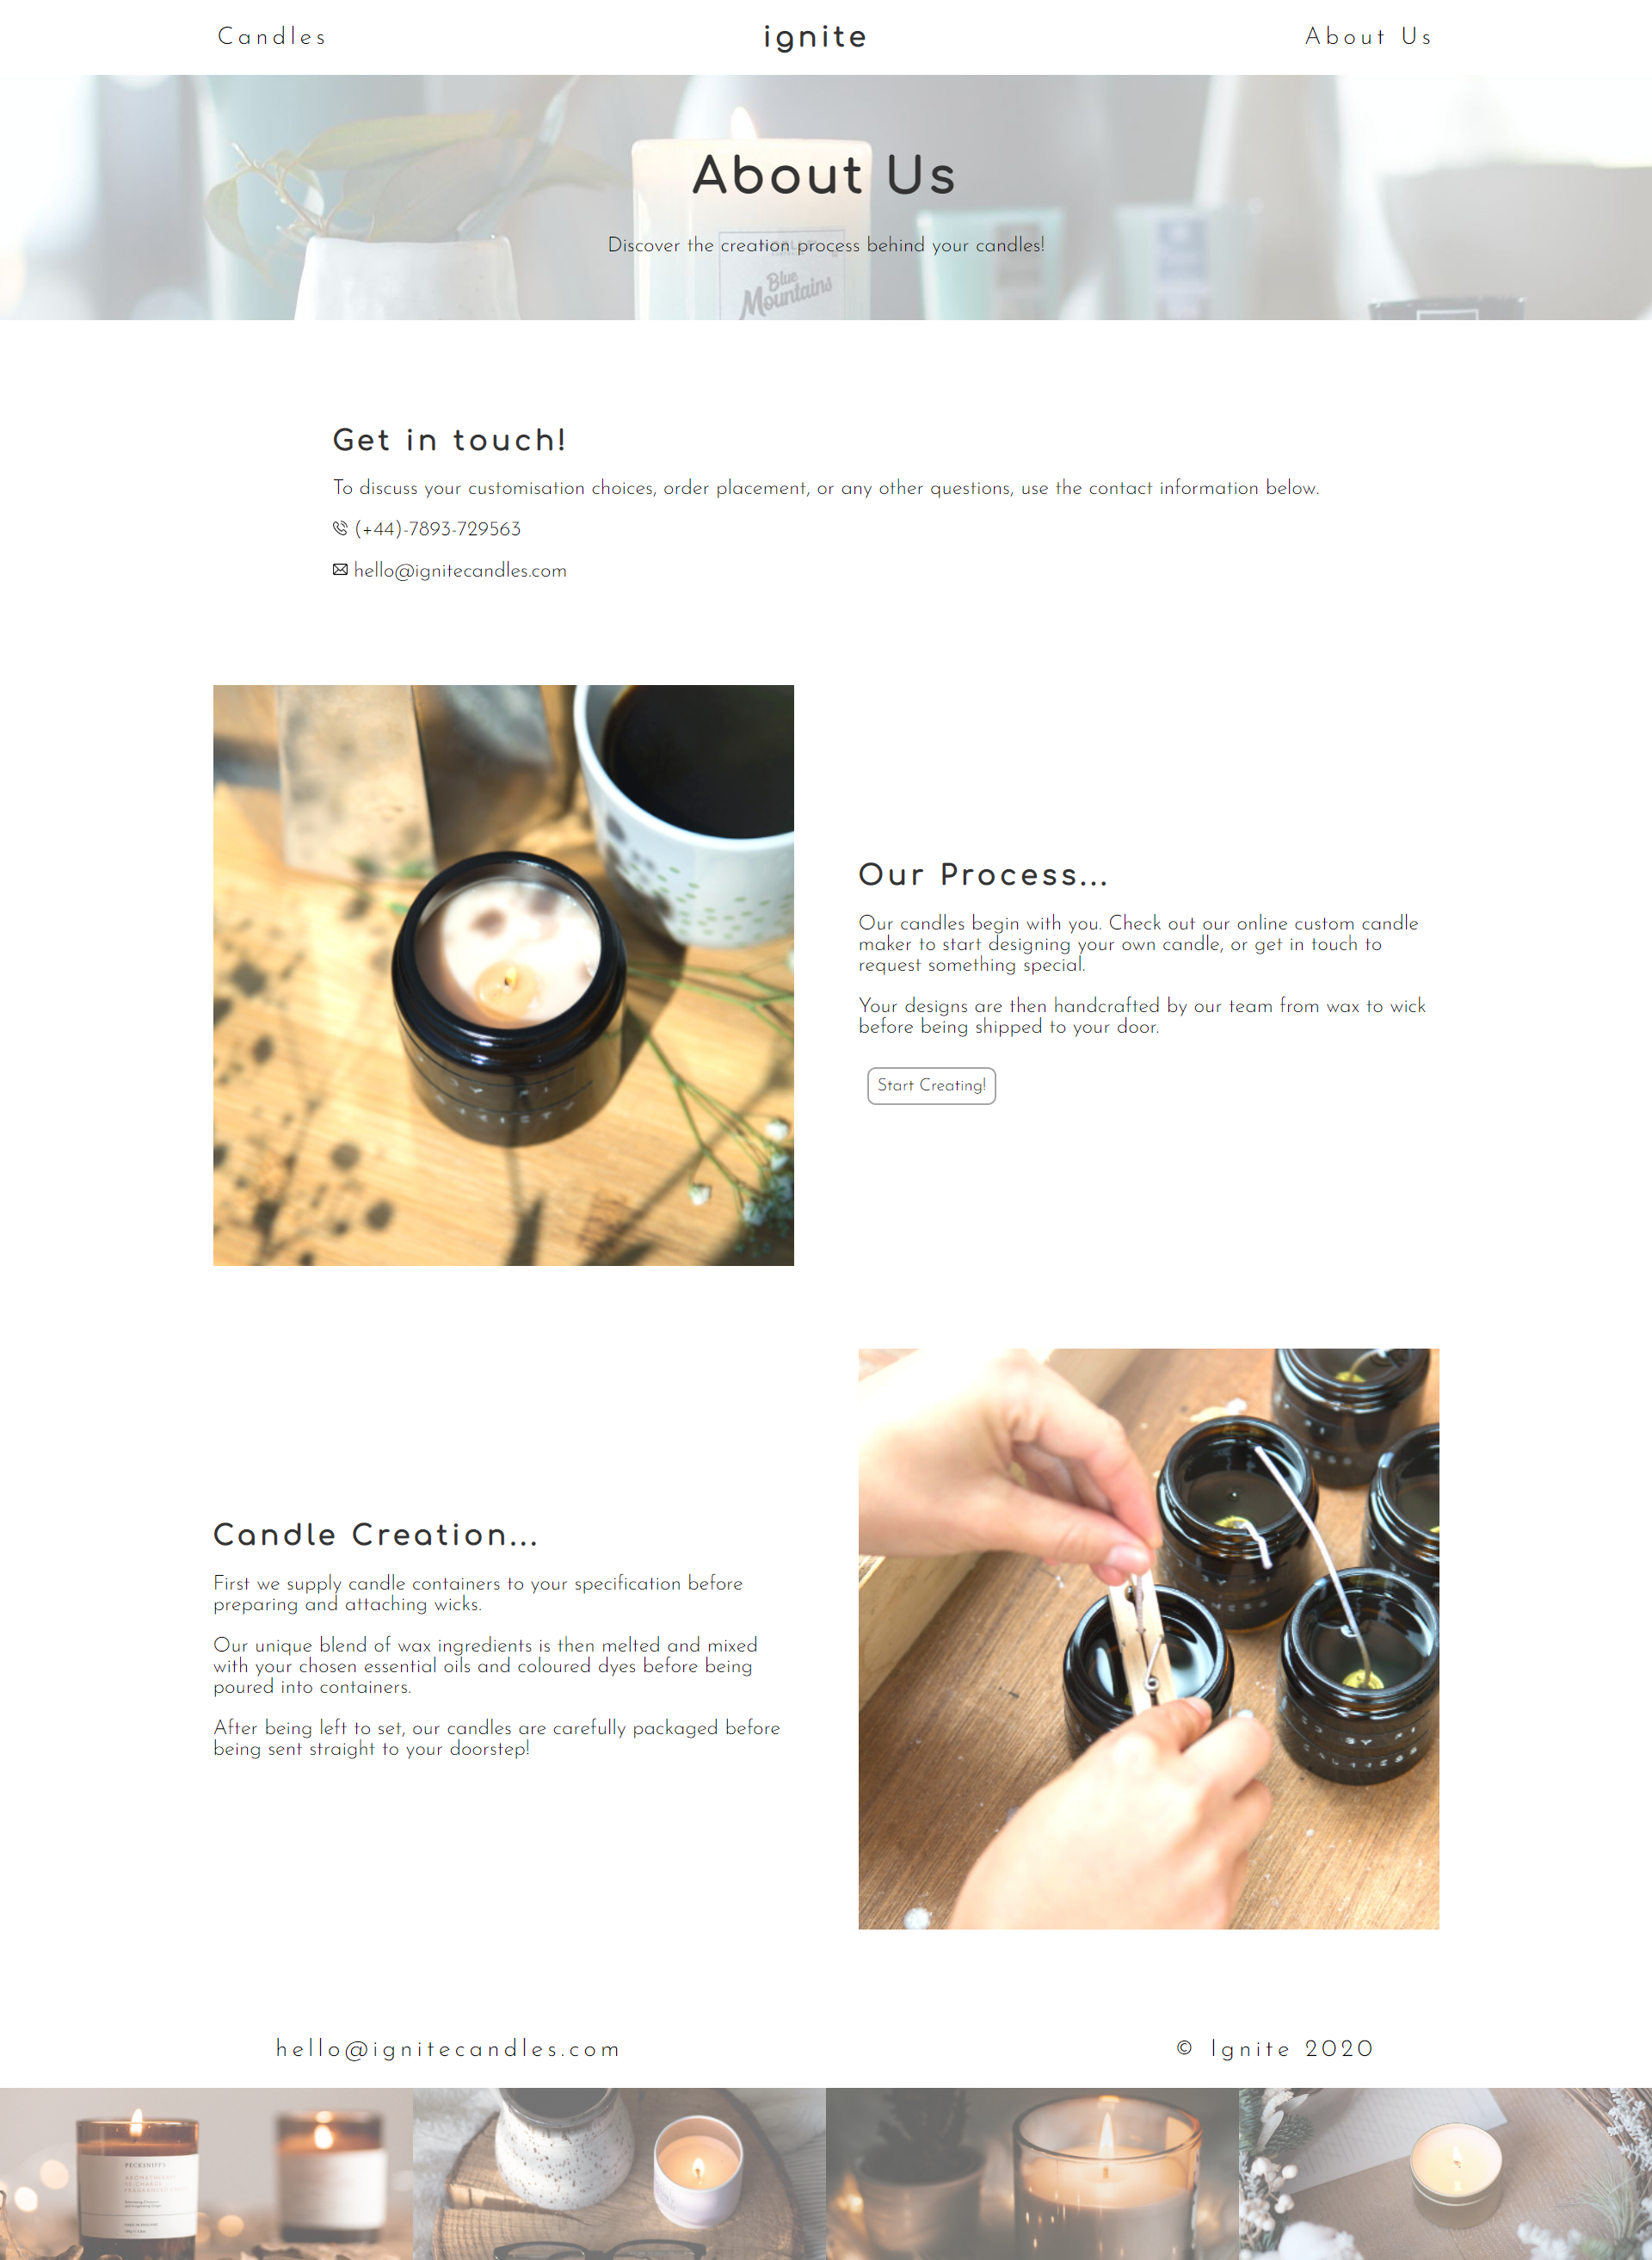 Candles
ignite
About Us
About Us
Discover the creation process behind your candles!
Blue
Mountains
Get in touch!
To discuss your customisation choices, order placement, or any other questions, use the contact information below.
(+44)-7893-729563
hello@ignitecandles.com
Our Process...
Our candles begin with you. Check out our online custom candle
maker to start designing your own candle, or get in touch to
request something special.
Your designs are then handcrafted by our team from wax to wick
before being shipped to your door.
Start Creating!
Candle Creation...
First we supply candle containers to your specification before
preparing and attaching wicks.
Our unique blend of wax ingredients is then melted and mixed
with your chosen essential oils and coloured dyes before being
poured into containers.
After being left to set, our candles are carefully packaged before
being sent straight to your doorstep!
hello@ignitecandles.com
© Ignite 2020
PECKSNIFF'S